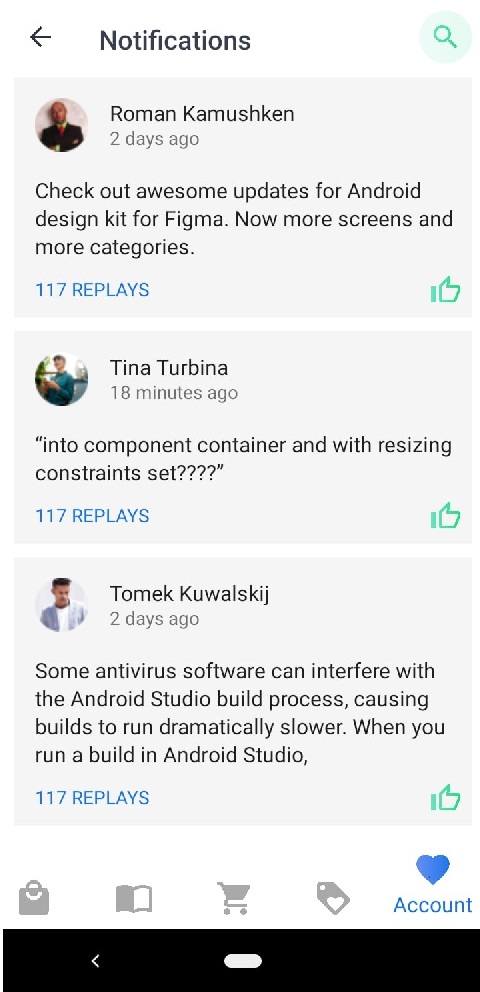 Notifications
Roman Kamushken
2 days ago
Check out awesome updates for Android
design kit for Figma. Now more screens and
more categories.
117 REPLAYS
Tina Turbina
18 minutes ago
“into component container and with resizing
constraints set????”
117 REPLAYS
Tomek Kuwalskij
2 days ago
Some antivirus software can interfere with
the Android Studio build process, causing
builds to run dramatically slower. When you
run a build in Android Studio,
117 REPLAYS
Account